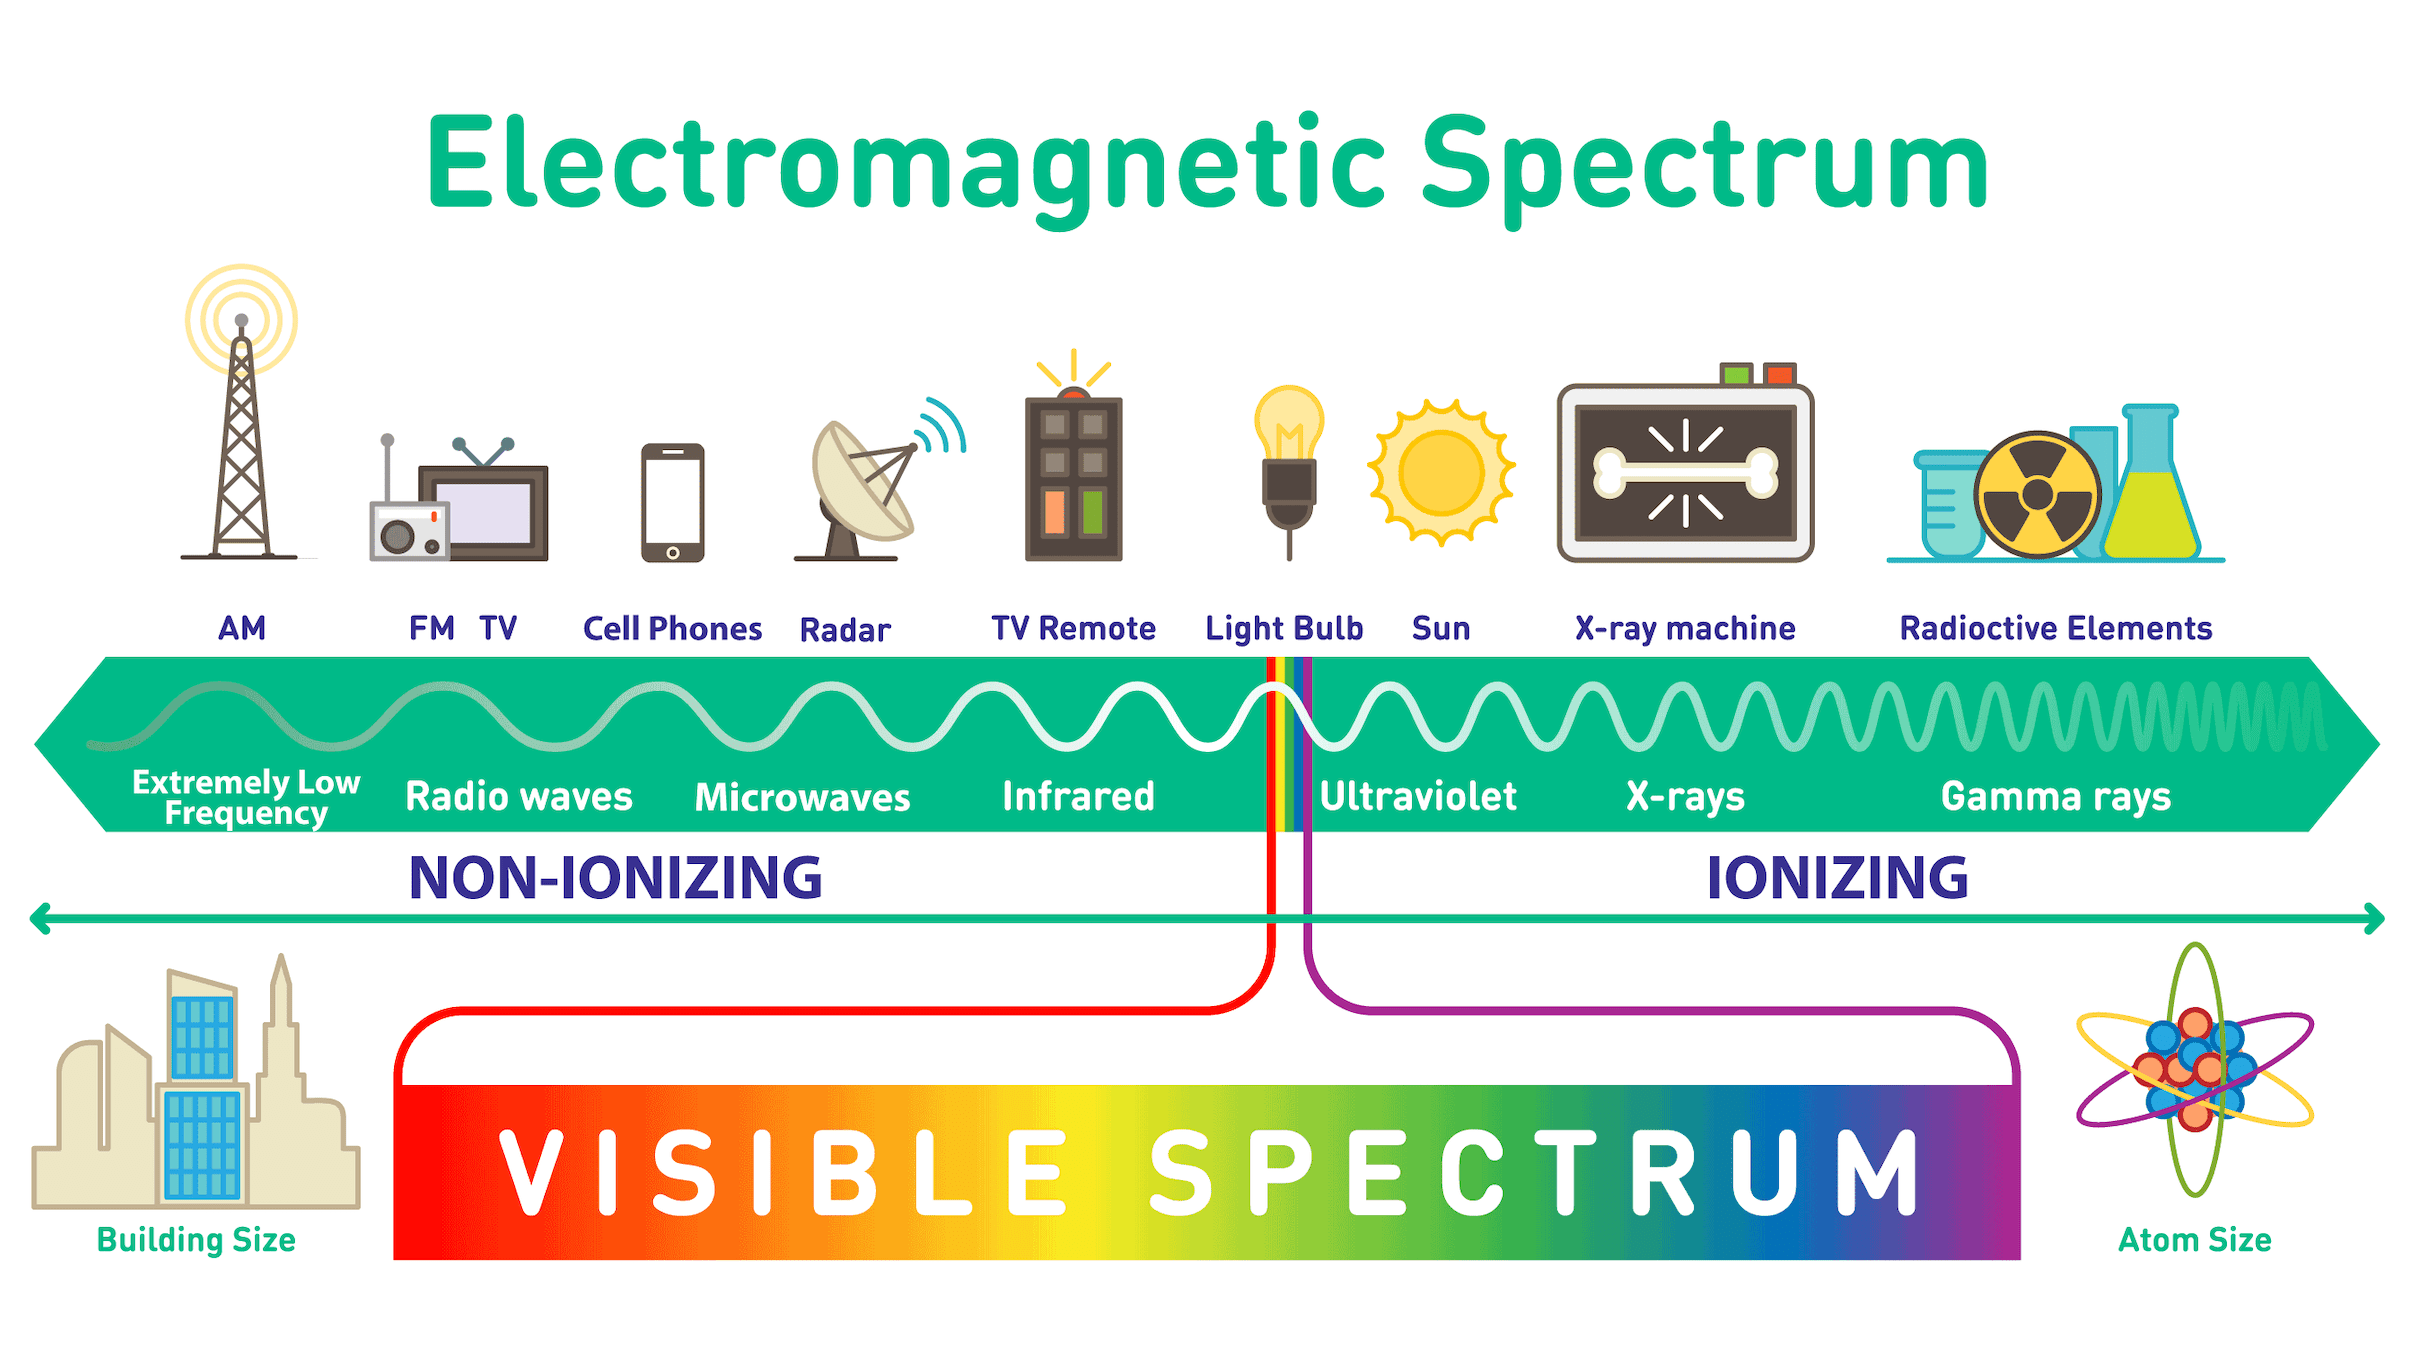 Electromagnetic Spectrum
AM FM TV Cell Phones Radar TV Remote Light Bulb Sun X-ray machine Radioctive Elements
Extremely Low
Frequency
Radio waves Microwaves Infrared Ultraviolet X-rays Gamma rays
NON-IONIZING IONIZING
VISIBLE SPECTRUM
Building Size Atom Size